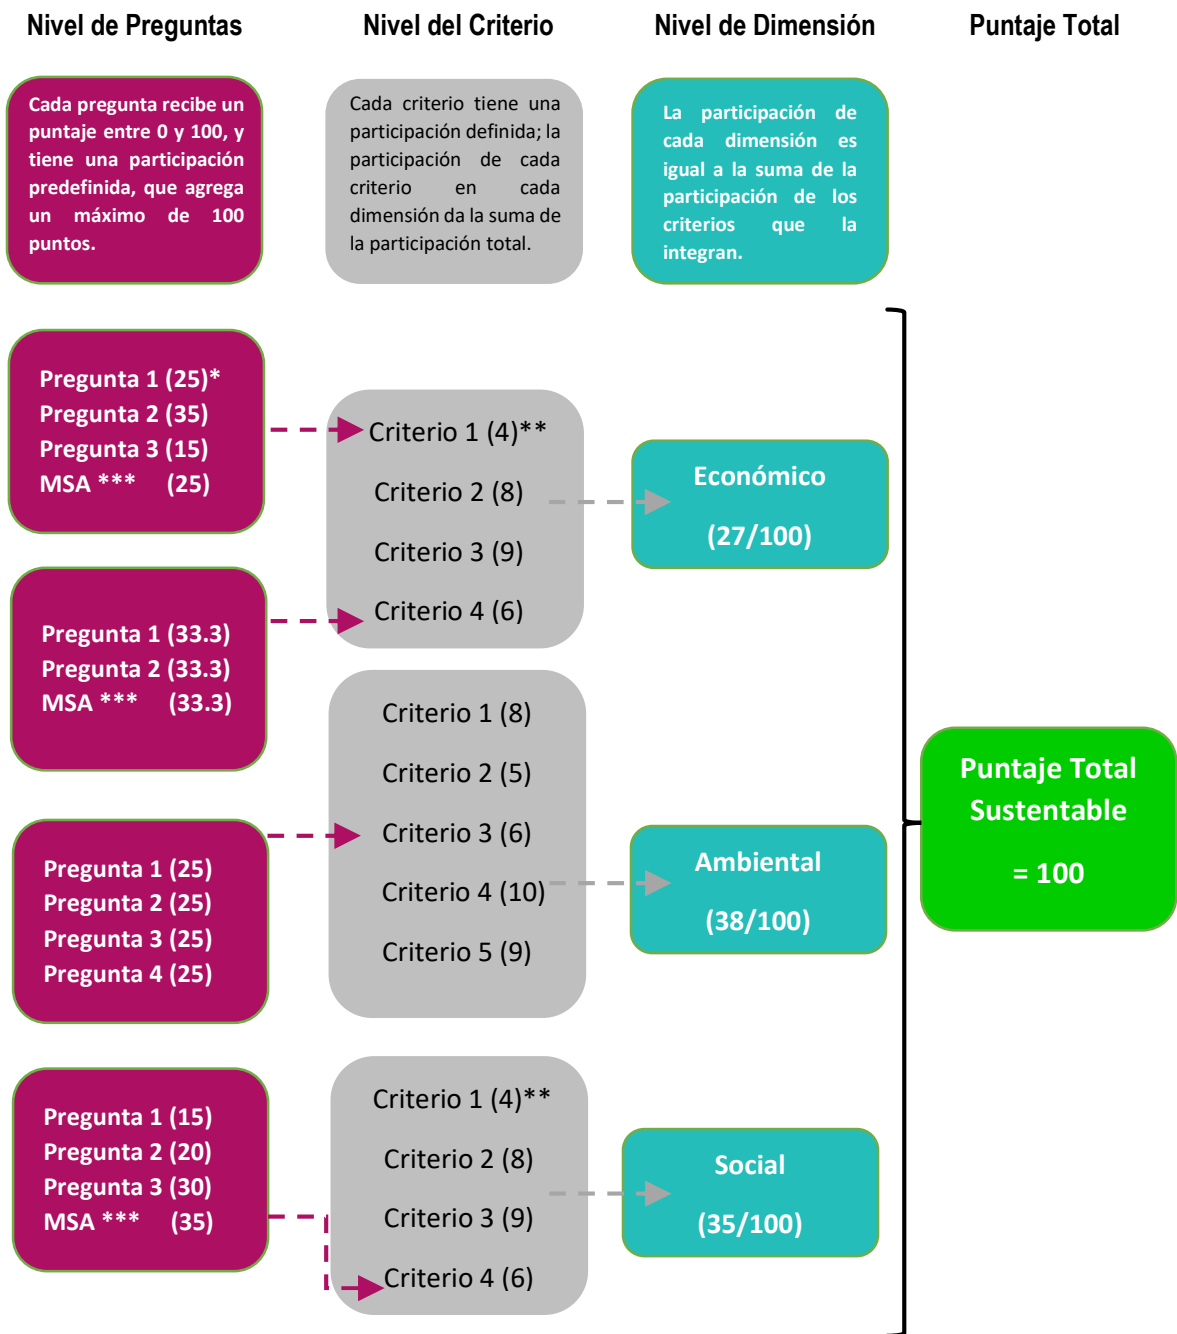 Nivel de Preguntas
Nivel del Criterio
Nivel de Dimensión
Puntaje Total
Cada pregunta recibe un
puntaje entre 0 y 100, y
tiene una participación
predefinida, que agrega
un máximo de 100
puntos.
Cada criterio tiene una
participación definida; la
participación de cada
criterio en cada
dimensión da la suma de
la participación total.
La participación de
cada dimensión es
igual a la suma de la
participación de los
criterios que la
integran.
Pregunta 1 (25)*
Pregunta 2 (35)
Pregunta 3 (15)
MSA *** (25)
Pregunta 1 (33.3)
Pregunta 2 (33.3)
MSA *** (33.3)
Pregunta 1 (25)
Pregunta 2 (25)
Pregunta 3 (25)
Pregunta 4 (25)
Pregunta 1 (15)
Pregunta 2 (20)
Pregunta 3 (30)
MSA *** (35)
Criterio 1 (4)**
Criterio 2 (8)
Criterio 3 (9)
Criterio 4 (6)
Criterio 1 (8)
Criterio 2 (5)
Criterio 3 (6)
Criterio 4 (10)
Criterio 5 (9)
Criterio 1 (4)**
Criterio 2 (8)
Criterio 3 (9)
Criterio 4 (6)
Económico
(27/100)
Ambiental
(38/100)
Social
(35/100)
Puntaje Total
Sustentable
= 100